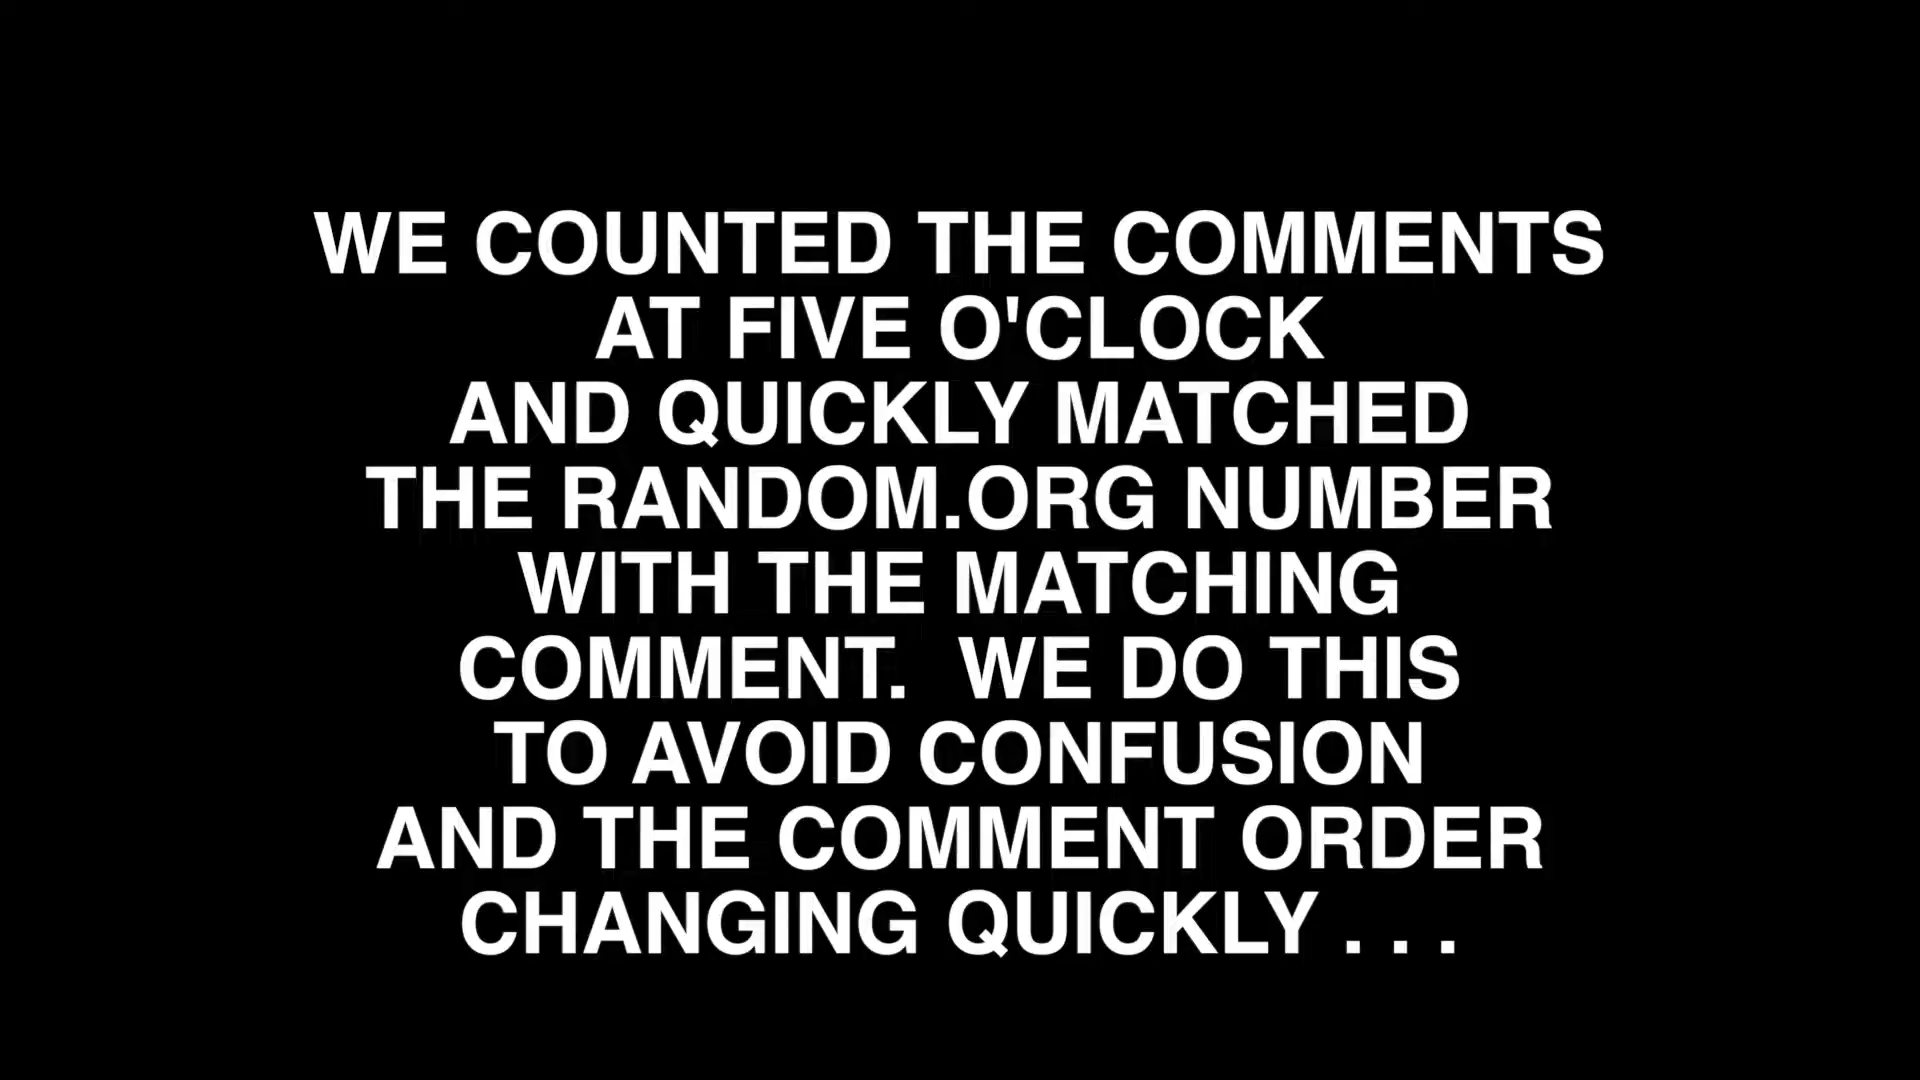 WE COUNTED THE COMMENTS
AT FIVE O'CLOCK
AND QUICKLY MATCHED
THE RANDOM.ORG NUMBER
WITH THE MATCHING
COMMENT.  WE DO THIS
TO AVOID CONFUSION
AND THE COMMENT ORDER
CHANGING QUICKLY . . .